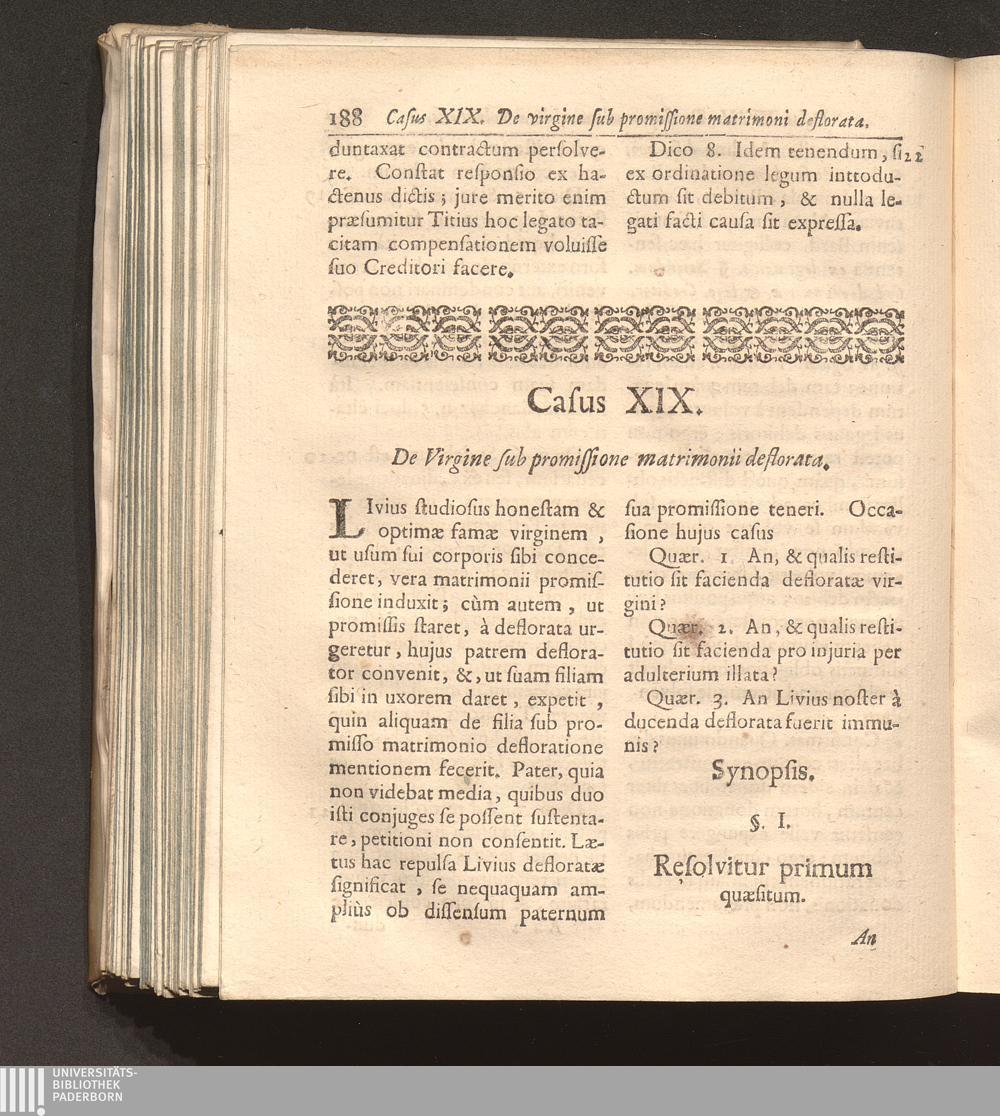 188 Caſus XIX. De virgine ſub promiſſione matrimoni deflorata.
duntaxat contractum perſolve-
re. Conſtat reſponſio ex ha-
ctenus dictis; jure merito enim
præſumitur Titius hoc legato ta-
citam compenſationem voluiſſe
ſuo Creditori facere.
Dico 8. Idem tenendum, ſi 22
ex ordinatione legum inttodu-
ctum ſit debitum, & nulla le-
gati facti cauſa ſit expreſſa.
Caſus XIX.
De Virgine ſub promiſſione matrimonii deflorata.
LIvius ſtudioſus honeſtam &
optimæ famæ virginem,
ut uſum ſui corporis ſibi conce-
deret, vera matrimonii promiſ-
ſione induxit; cùm autem, ut
promiſſis ſtaret, à deflorata ur-
geretur, hujus patrem deflora-
tor convenit, &, ut ſuam filiam
ſibi in uxorem daret, expetit,
quin aliquam de filia ſub pro-
miſſo matrimonio defloratione
mentionem fecerit. Pater, quia
non videbat media, quibus duo
iſti conjuges ſe poſſent ſuſtenta-
re, petitioni non conſentit. Læ-
tus hac repulſa Livius defloratæ
ſignificat, ſe nequaquam am-
pliùs ob diſſenſum paternum
ſua promiſſione teneri. Occa-
ſione hujus caſus
Quær. 1. An, & qualis reſti-
tutio ſit facienda defloratæ vir-
gini?
Quær. 2. An, & qualis reſti-
tutio ſit facienda pro injuria per
adulterium illata?
Quær. 3. An Livius noſter à
ducenda deflorata fuerit immu-
nis?
Synopſis.
§. I.
Reſolvitur primum
quæſitum.
An
UNIVERSITÄTS-
BIBLIOTHEK
PADERBORN